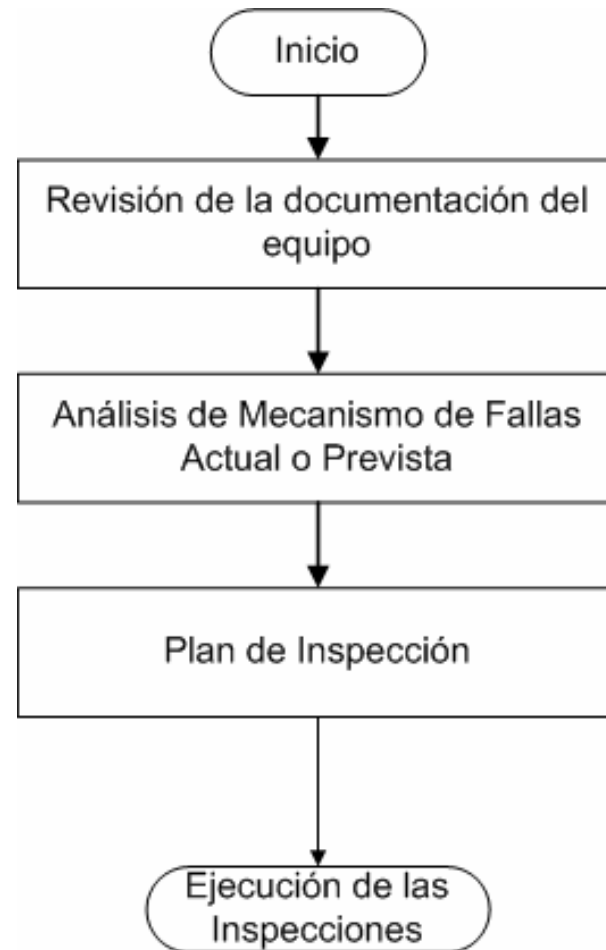 Inicio
Revisión de la documentación del
equipo
Análisis de Mecanismo de Fallas
Actual o Prevista
Plan de Inspección
Ejecución de las
Inspecciones